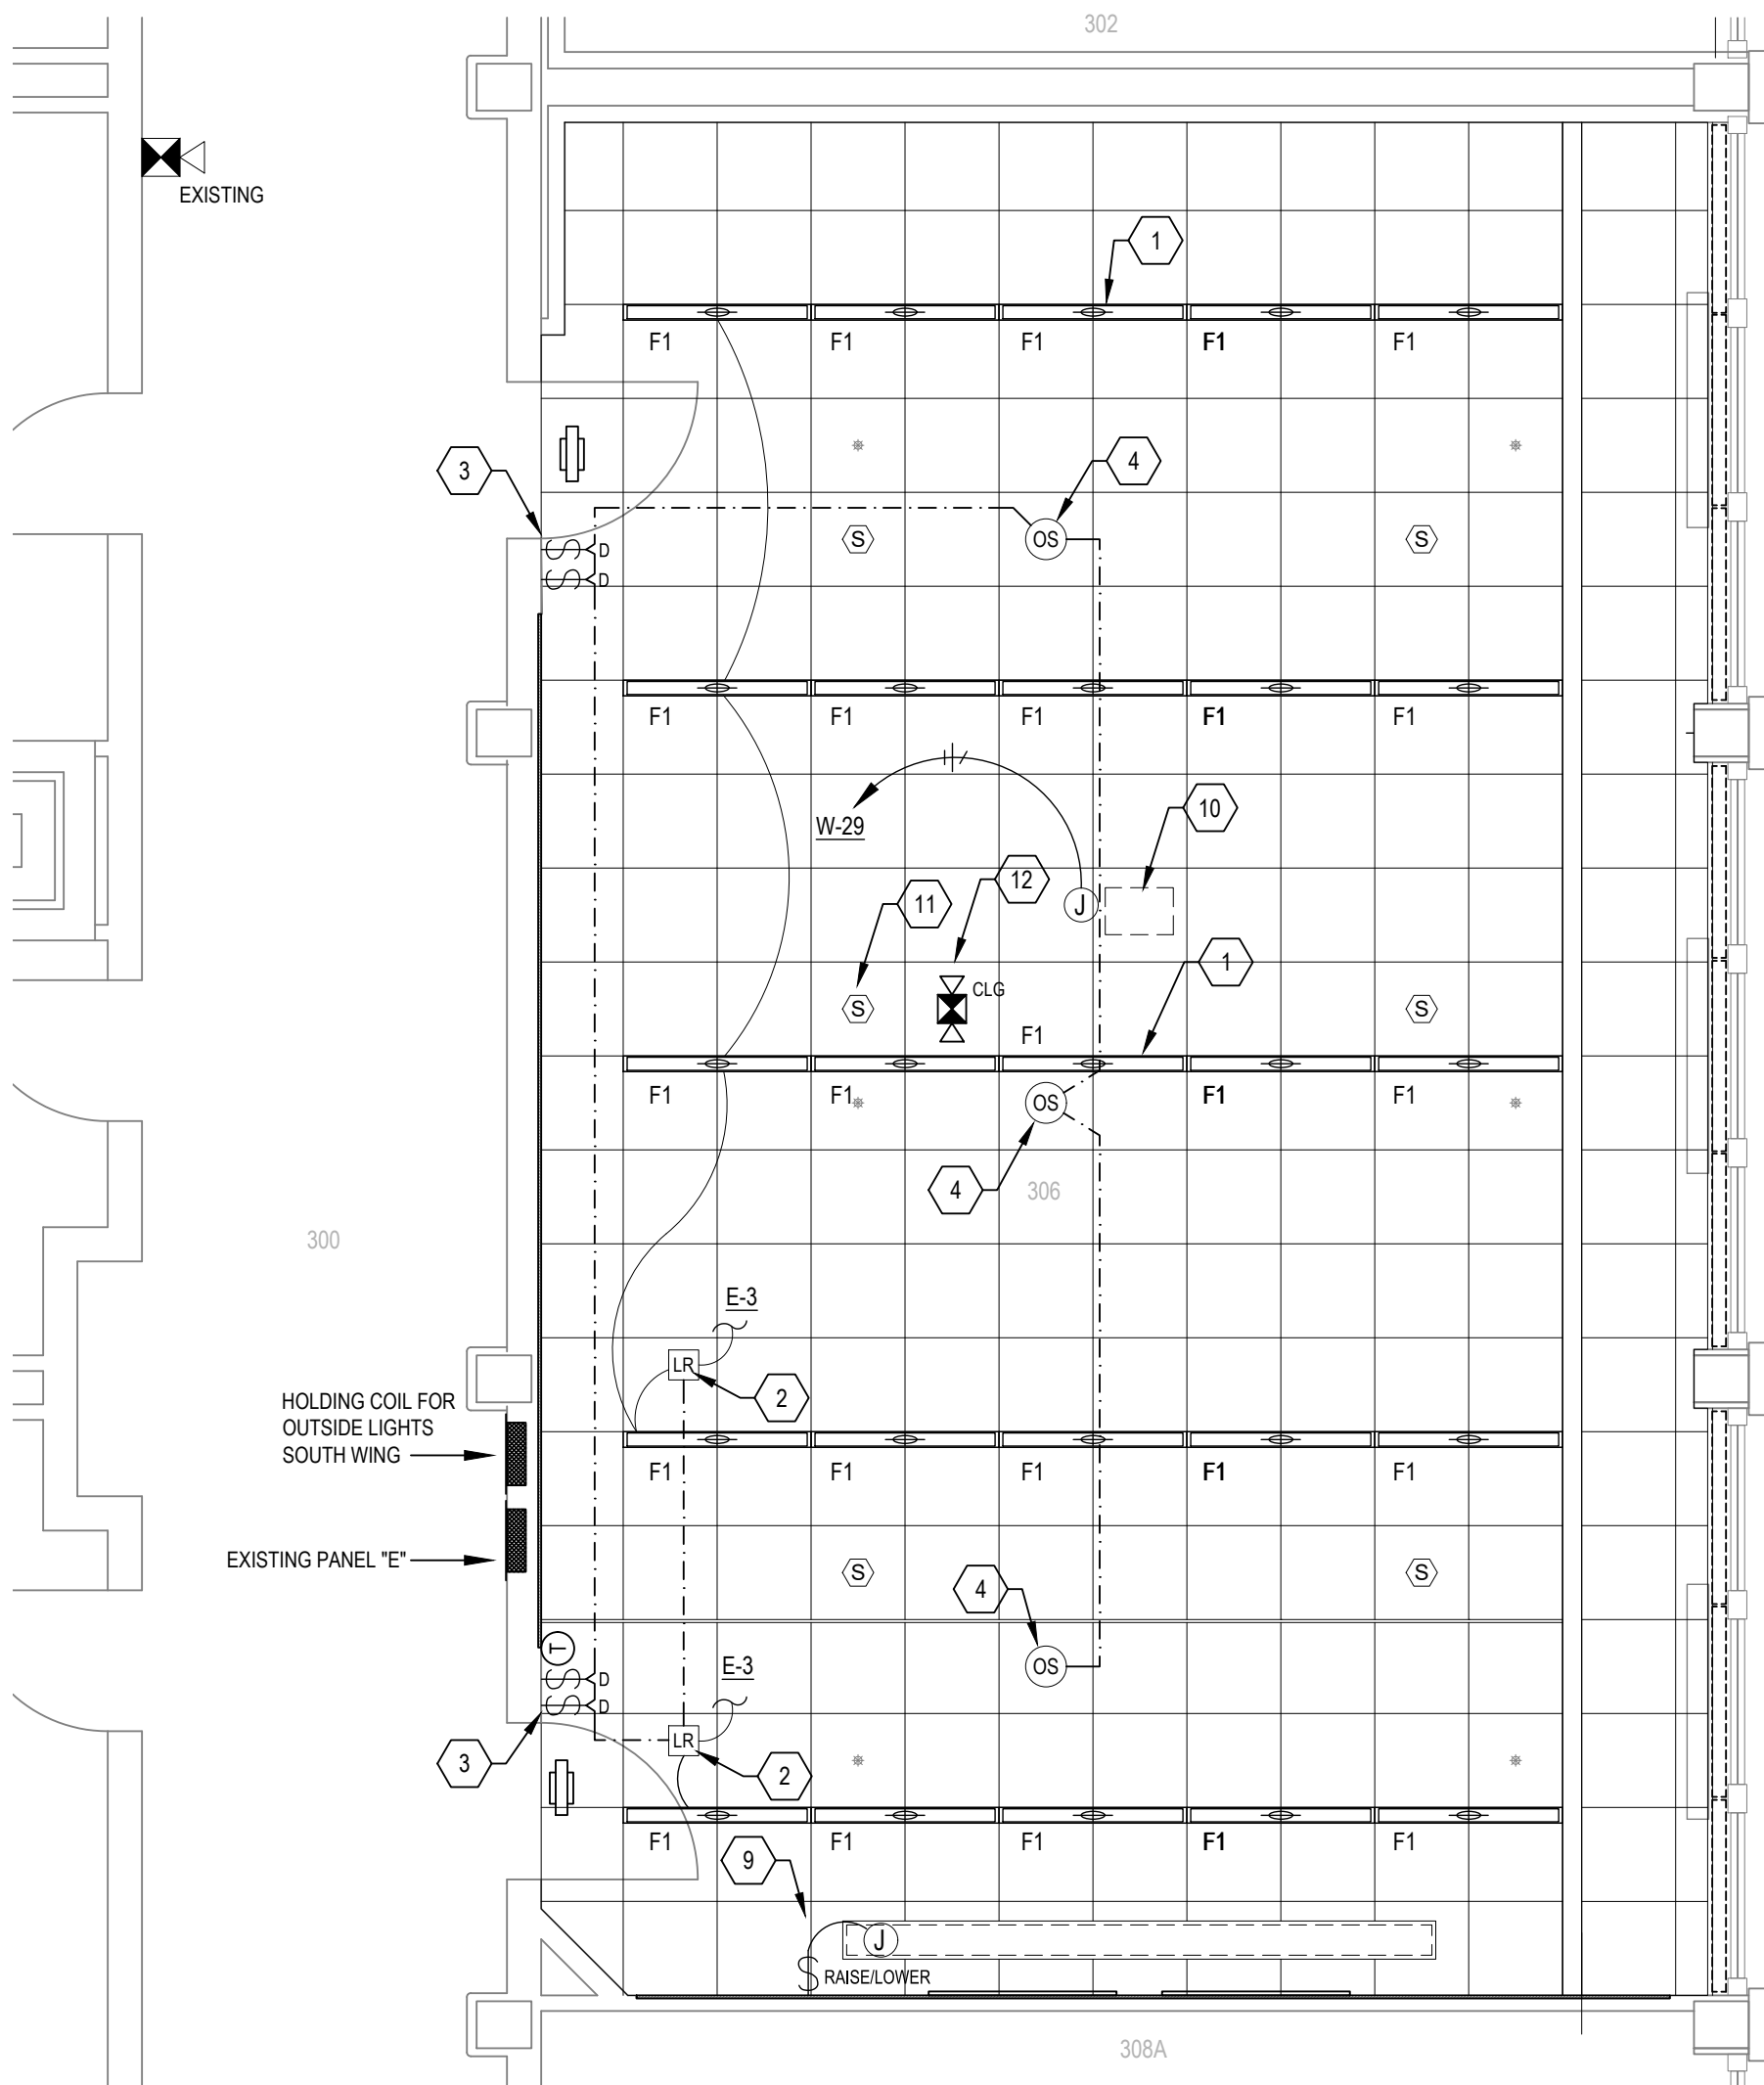 302
EXISTING
1
F1 F1 F1 F1 F1
3
4
S OS S
D
D
F1 F1 F1 F1 F1
10
W-29
12
11
J
1
CLG
S S
F1
F1 F1 F1 F1
OS
4
306
300
E-3
LR
2
HOLDING COIL FOR
OUTSIDE LIGHTS
SOUTH WING
F1 F1 F1 F1 F1
EXISTING PANEL "E"
S S
4
T
E-3
OS
D
D
LR
3
2
F1 F1 F1 F1 F1
9
J
S RAISE/LOWER
308A